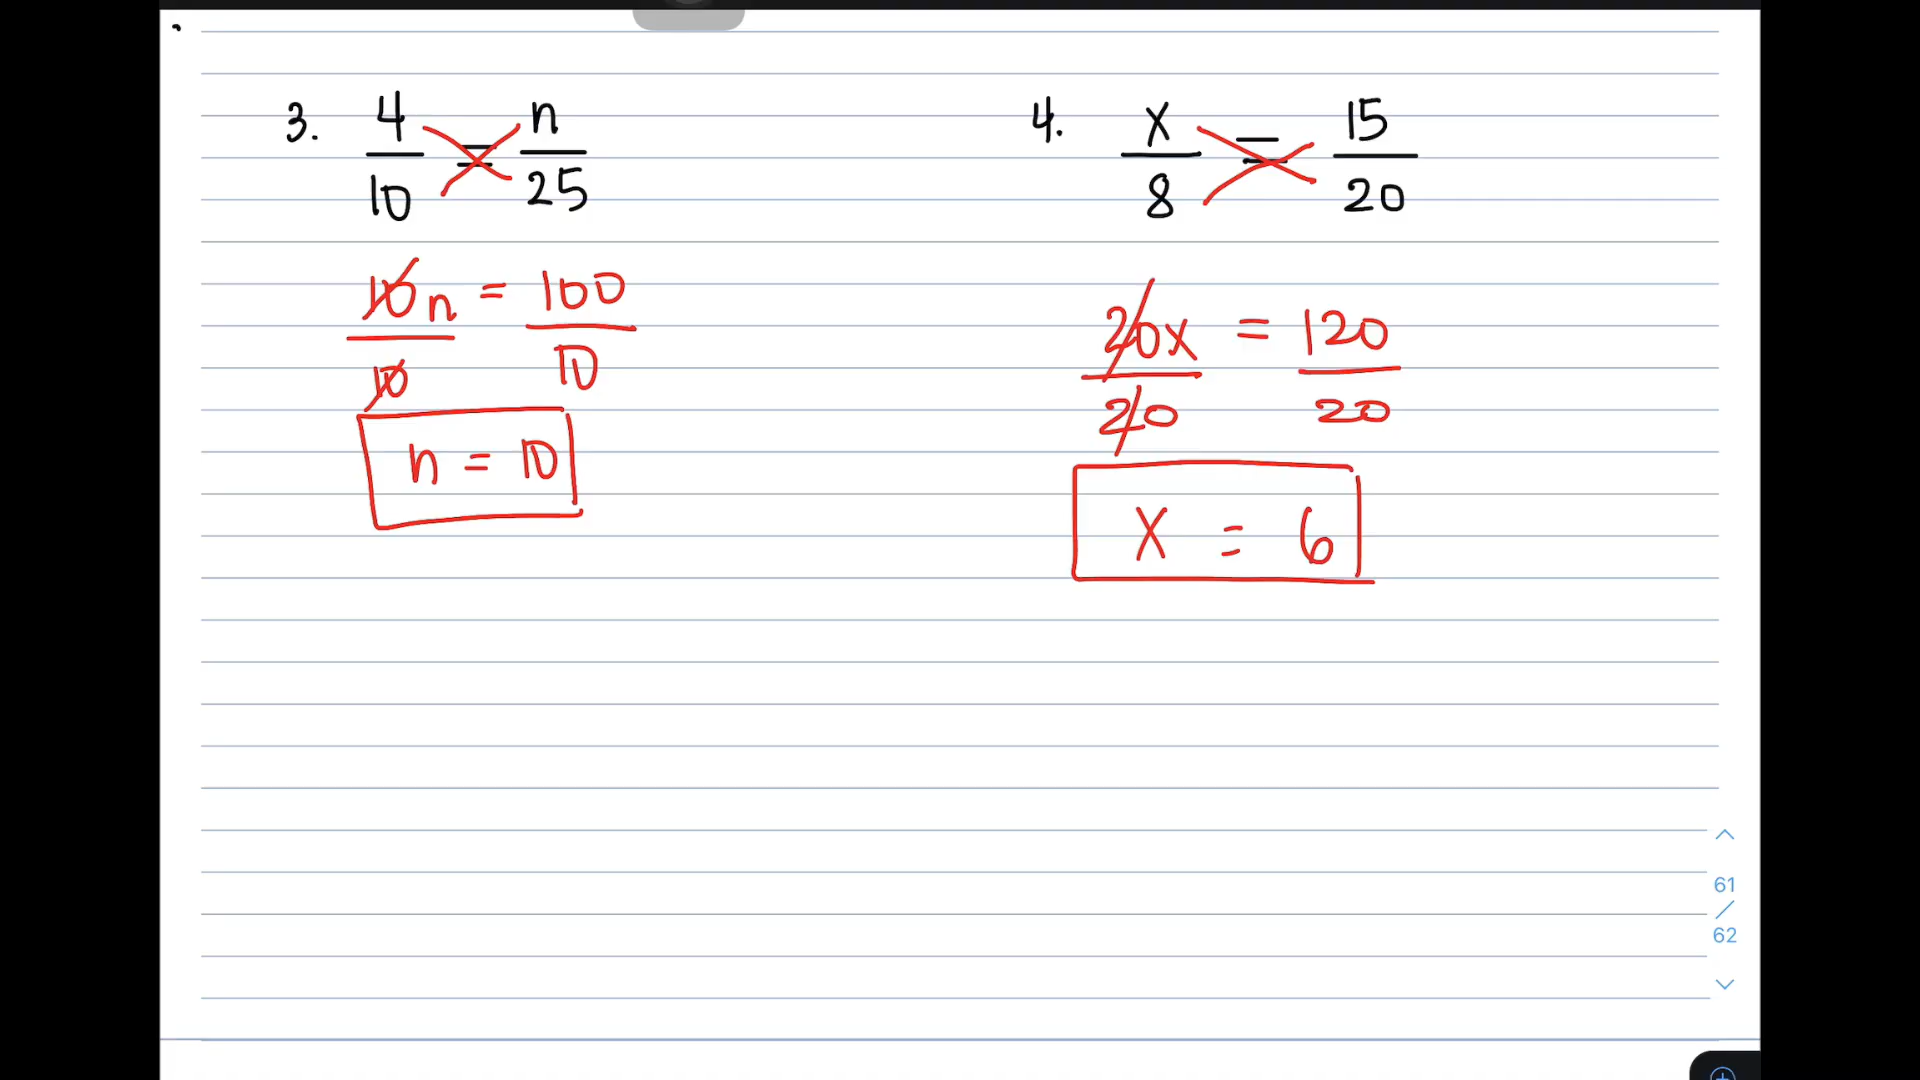 3. 4/10 = n/25
10n/10 = 100/10
n = 10
4. x/8 = 15/20
20x/20 = 120/20
x = 6
61
/
62